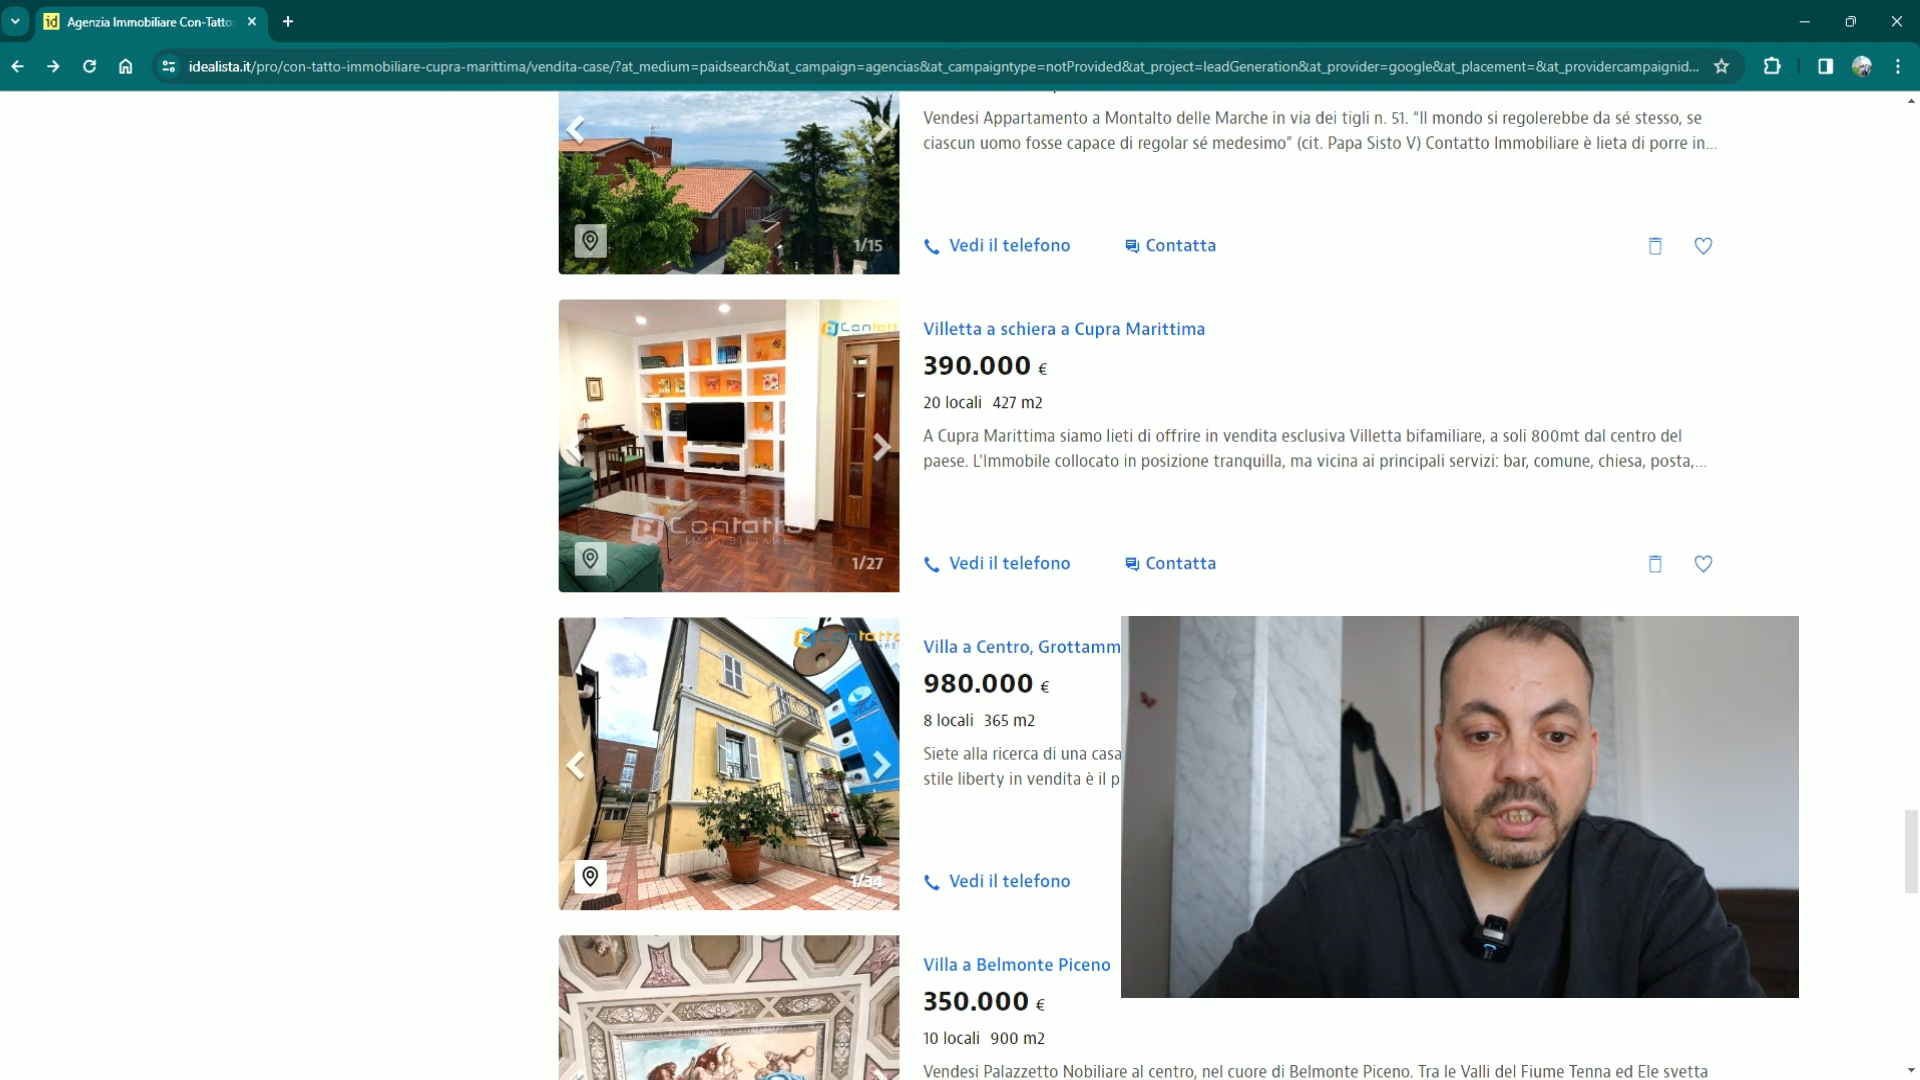 Agenzia Immobiliare Con-Tatto
idealista.it/pro/con-tatto-immobiliare-cupra-marittima/vendita-case/?at_medium=paidsearch&at_campaign=agencias&at_campaigntype=notProvided&at_project=leadGeneration&at_provider=google&at_placement=&at_providercampaignid...
Vendesi Appartamento a Montalto delle Marche in via dei tigli n. 51. "Il mondo si regolerebbe da sé stesso, se
ciascun uomo fosse capace di regolar sé medesimo" (cit. Papa Sisto V) Contatto Immobiliare è lieta di porre in...
1/15
Vedi il telefono
Contatta
Contatt
Villetta a schiera a Cupra Marittima
390.000 €
20 locali 427 m2
A Cupra Marittima siamo lieti di offrire in vendita esclusiva Villetta bifamiliare, a soli 800mt dal centro del
paese. L'Immobile collocato in posizione tranquilla, ma vicina ai principali servizi: bar, comune, chiesa, posta,...
Contatto
IMMOBILIARE
1/27
Vedi il telefono
Contatta
Contatto
VELA
Villa a Centro, Grottamm
980.000 €
8 locali 365 m2
Siete alla ricerca di una casa
stile liberty in vendita è il p
1/34
Vedi il telefono
Villa a Belmonte Piceno
350.000 €
10 locali 900 m2
Vendesi Palazzetto Nobiliare al centro, nel cuore di Belmonte Piceno. Tra le Valli del Fiume Tenna ed Ele svetta